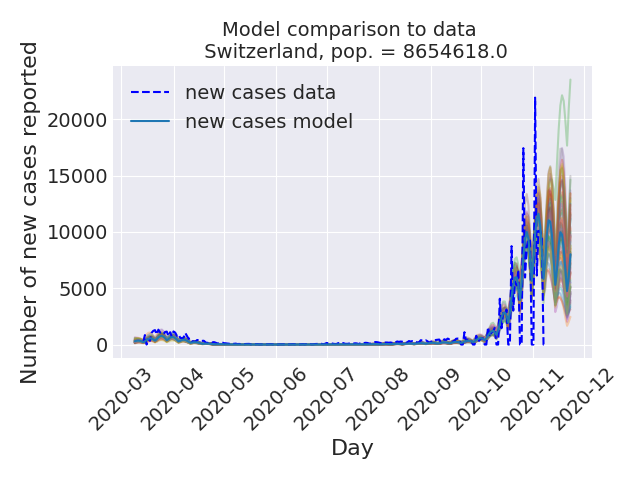 Model comparison to data
Switzerland, pop. = 8654618.0
Number of new cases reported
new cases data
new cases model
20000
15000
10000
5000
0
2020-03
2020-04
2020-05
2020-06
2020-07
2020-08
2020-09
2020-10
2020-11
2020-12
Day